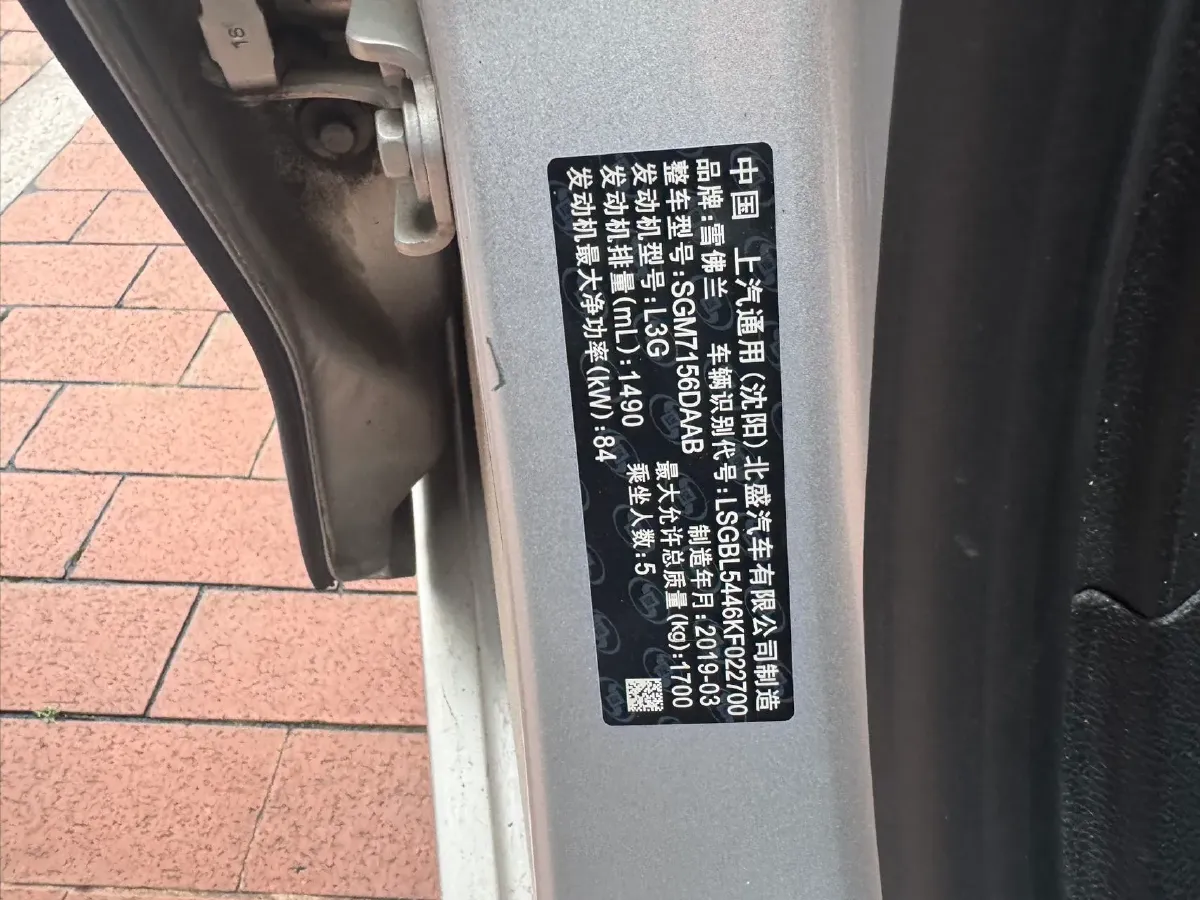 中国 上汽通用(沈阳)北盛汽车有限公司制造
品牌:雪佛兰 车辆识别代号:LSGBL5446KF022700
整车型号:SGM7156DAAB 制造年月:2019-03
发动机型号:L3G 最大允许总质量(kg):1700
发动机排量(mL):1490 乘坐人数:5
发动机最大净功率(kW):84